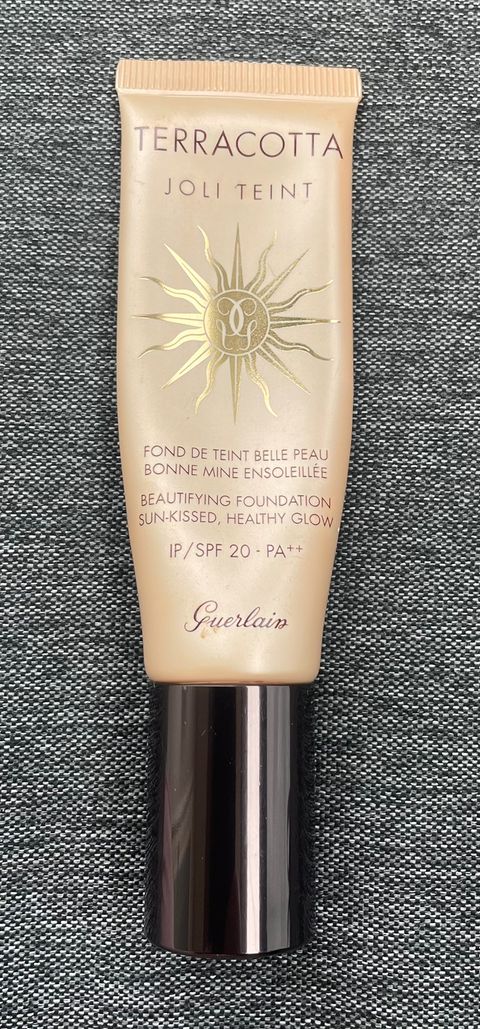 TERRACOTTA
JOLI TEINT
FOND DE TEINT BELLE PEAU
BONNE MINE ENSOLEILLÉE
BEAUTIFYING FOUNDATION
SUN-KISSED, HEALTHY GLOW
IP/SPF 20 - PA++
Guerlain